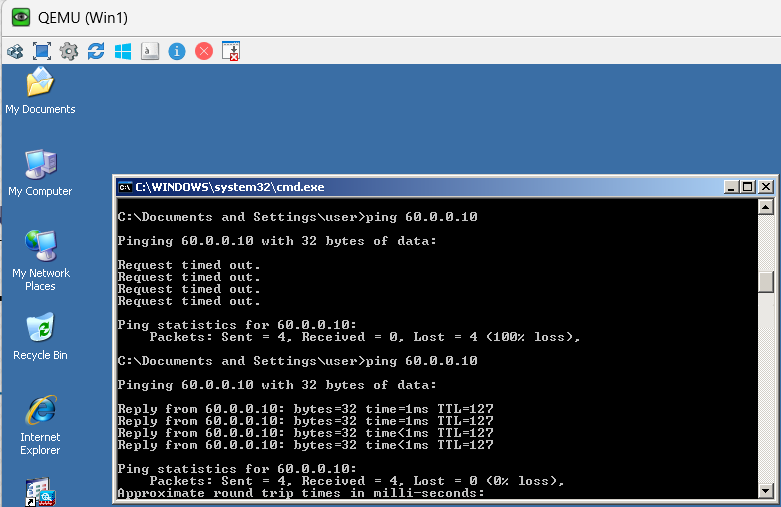 QEMU (Win1)
My Documents
My Computer
My Network
Places
Recycle Bin
Internet
Explorer
C:\WINDOWS\system32\cmd.exe
C:\Documents and Settings\user>ping 60.0.0.10
Pinging 60.0.0.10 with 32 bytes of data:
Request timed out.
Request timed out.
Request timed out.
Request timed out.
Ping statistics for 60.0.0.10:
Packets: Sent = 4, Received = 0, Lost = 4 (100% loss),
C:\Documents and Settings\user>ping 60.0.0.10
Pinging 60.0.0.10 with 32 bytes of data:
Reply from 60.0.0.10: bytes=32 time=1ms TTL=127
Reply from 60.0.0.10: bytes=32 time=1ms TTL=127
Reply from 60.0.0.10: bytes=32 time<1ms TTL=127
Reply from 60.0.0.10: bytes=32 time<1ms TTL=127
Ping statistics for 60.0.0.10:
Packets: Sent = 4, Received = 4, Lost = 0 (0% loss),
Approximate round trip times in milli-seconds: